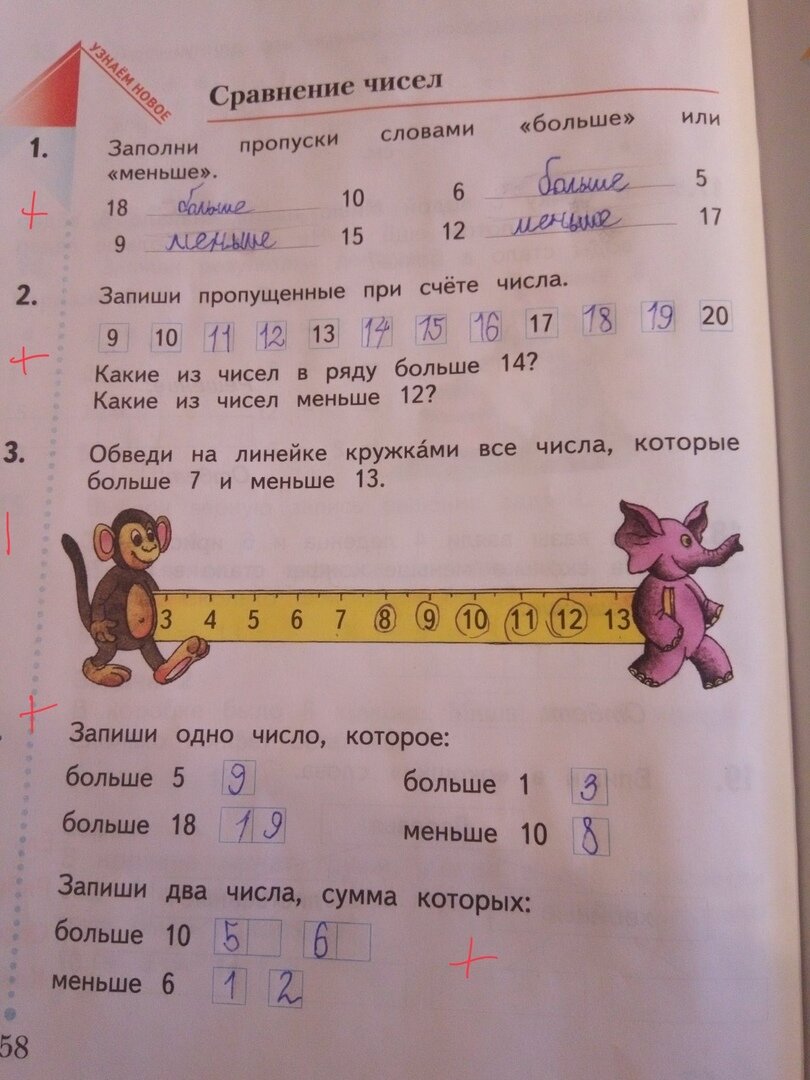 УЗНАЁМ НОВОЕ
Сравнение чисел
1. Заполни пропуски словами «больше» или
«меньше».
18 больше 10 6 больше 5
9 меньше 15 12 меньше 17
2. Запиши пропущенные при счёте числа.
9 10 11 12 13 14 15 16 17 18 19 20
Какие из чисел в ряду больше 14?
Какие из чисел меньше 12?
3. Обведи на линейке кружка́ми все числа, которые
больше 7 и меньше 13.
3 4 5 6 7 8 9 10 11 12 13
Запиши одно число, которое:
больше 5 9 больше 1 3
больше 18 19 меньше 10 8
Запиши два числа, сумма которых:
больше 10 5 6
меньше 6 1 2
58